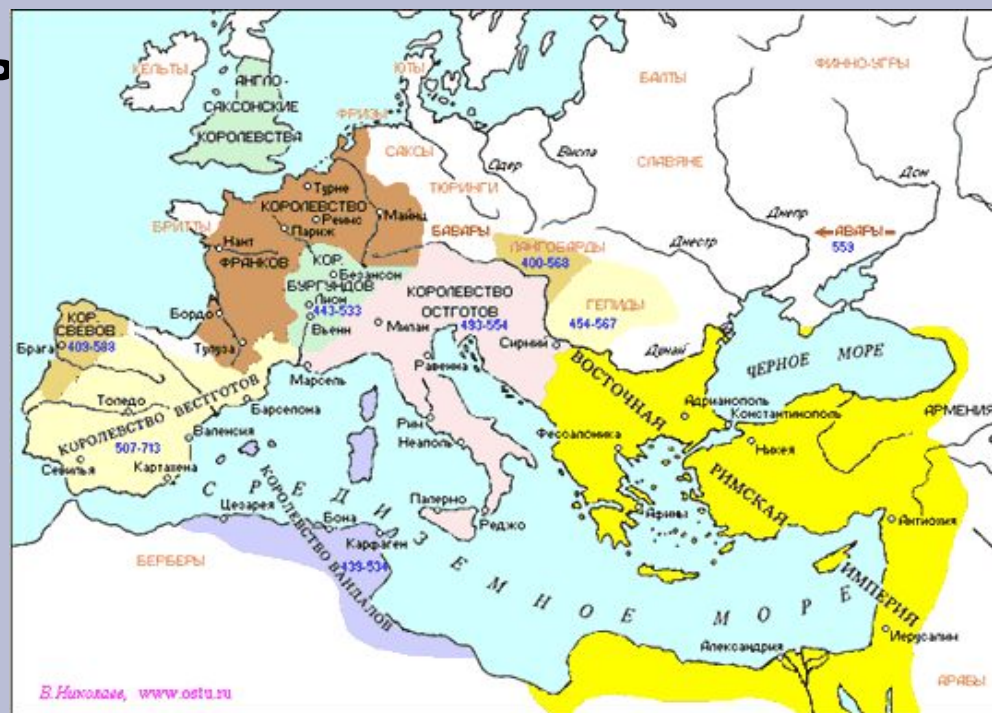 КЕЛЬТЫ
АНГЛО-
САКСОНСКИЕ
КОРОЛЕВСТВА
ЮТЫ
ФРИЗЫ
САКСЫ
ТЮРИНГИ
Одер
Висла
БАЛТЫ
ФИННО-УГРЫ
СЛАВЯНЕ
Дон
Днепр
АВАРЫ
559
Днестр
БРИТТЫ
Турне
КОРОЛЕВСТВО
Реймс
Париж
Майнц
Нант
ФРАНКОВ
БАВАРЫ
ЛАНГОБАРДЫ
400-568
КОР.
Безансон
БУРГУНДОВ
Лион
443-533
Вьенн
КОРОЛЕВСТВО
ОСТГОТОВ
493-554
Милан
ГЕПИДЫ
454-567
Сирмий
Дунай
Бордо
Тулуза
КОР.
СВЕВОВ
409-588
Брага
Равенна
Марсель
ЧЕРНОЕ МОРЕ
ВОСТОЧНАЯ
РИМСКАЯ
ИМПЕРИЯ
Адрианополь
Константинополь
АРМЕНИЯ
Толедо
КОРОЛЕВСТВО ВЕСТГОТОВ
507-713
Барселона
Валенсия
Севилья
Картахена
Рим
Неаполь
Фессалоника
Никея
СРЕДИЗЕМНОЕ МОРЕ
Цезарея
Бона
Карфаген
КОРОЛЕВСТВО ВАНДАЛОВ
439-534
Палермо
Реджо
Афины
Антиохия
БЕРБЕРЫ
Александрия
Иерусалим
АРАБЫ
В.Николаев, www.ostu.ru